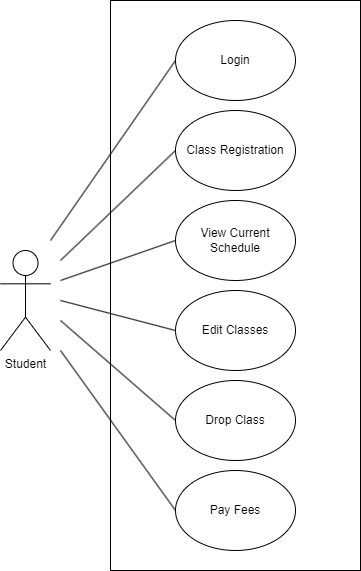 Login
Class Registration
View Current
Schedule
Edit Classes
Student
Drop Class
Pay Fees